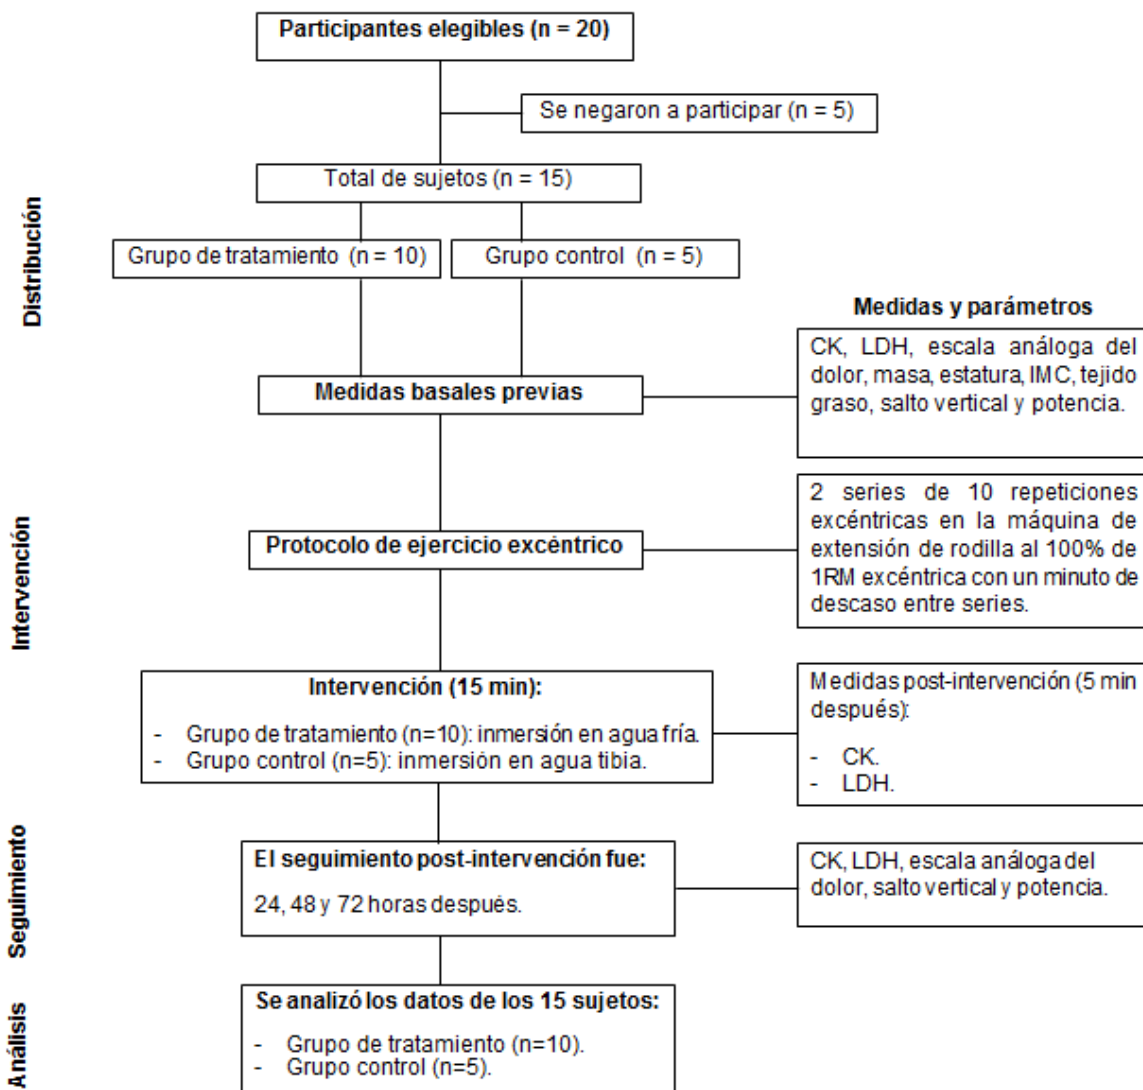 Participantes elegibles (n = 20)
Se negaron a participar (n = 5)
Total de sujetos (n = 15)
Distribución
Grupo de tratamiento (n = 10)
Grupo control (n = 5)
Medidas y parámetros
Medidas basales previas
CK, LDH, escala análoga del
dolor, masa, estatura, IMC, tejido
graso, salto vertical y potencia.
Intervención
Protocolo de ejercicio excéntrico
2 series de 10 repeticiones
excéntricas en la máquina de
extensión de rodilla al 100% de
1RM excéntrica con un minuto de
descaso entre series.
Intervención (15 min):
- Grupo de tratamiento (n=10): inmersión en agua fría.
- Grupo control (n=5): inmersión en agua tibia.
Medidas post-intervención (5 min
después):
- CK.
- LDH.
Seguimiento
El seguimiento post-intervención fue:
24, 48 y 72 horas después.
CK, LDH, escala análoga del
dolor, salto vertical y potencia.
Análisis
Se analizó los datos de los 15 sujetos:
- Grupo de tratamiento (n=10).
- Grupo control (n=5).